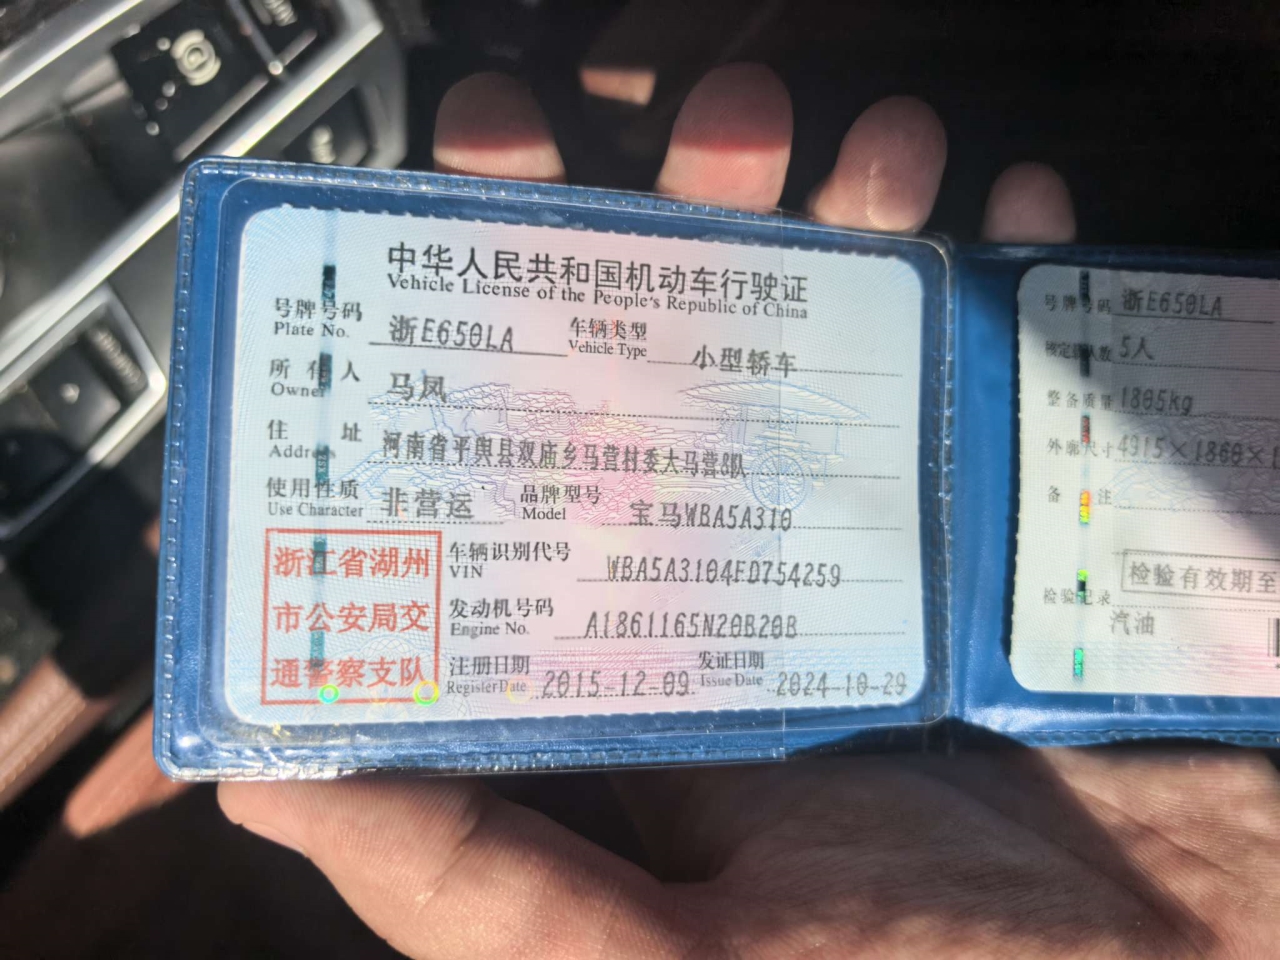 中华人民共和国机动车行驶证
Vehicle License of the People's Republic of China
号牌号码 浙E650LA 车辆类型 小型轿车
Plate No. Vehicle Type
所有人 马凤
Owner
住址 河南省平舆县双庙乡马营村委大马营8队
Address
使用性质 非营运 品牌型号 宝马WBA5A310
Use Character Model
浙江省湖州
市公安局交
通警察支队
车辆识别代号 WBA5A3104FD754259
VIN
发动机号码 A1861165N20B20B
Engine No.
注册日期 2015-12-09 发证日期 2024-10-29
Register Date Issue Date
号牌号码 浙E650LA
核定载人数 5人
整备质量 1805kg
外廓尺寸 4915×1860×1
备注
检验有效期至
检验记录
汽油